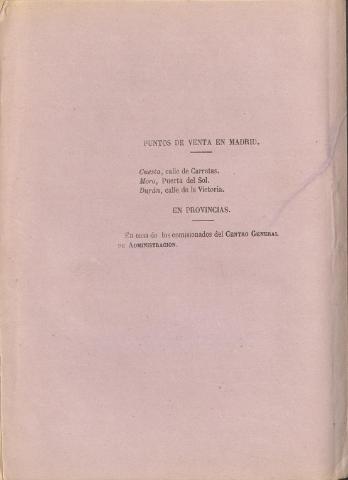 PUNTOS DE VENTA EN MADRID.
Cuesta, calle de Carretas.
Moro, Puerta del Sol.
Durán, calle de la Victoria.
EN PROVINCIAS.
En casa de los comisionados del CENTRO GENERAL
DE ADMINISTRACION.